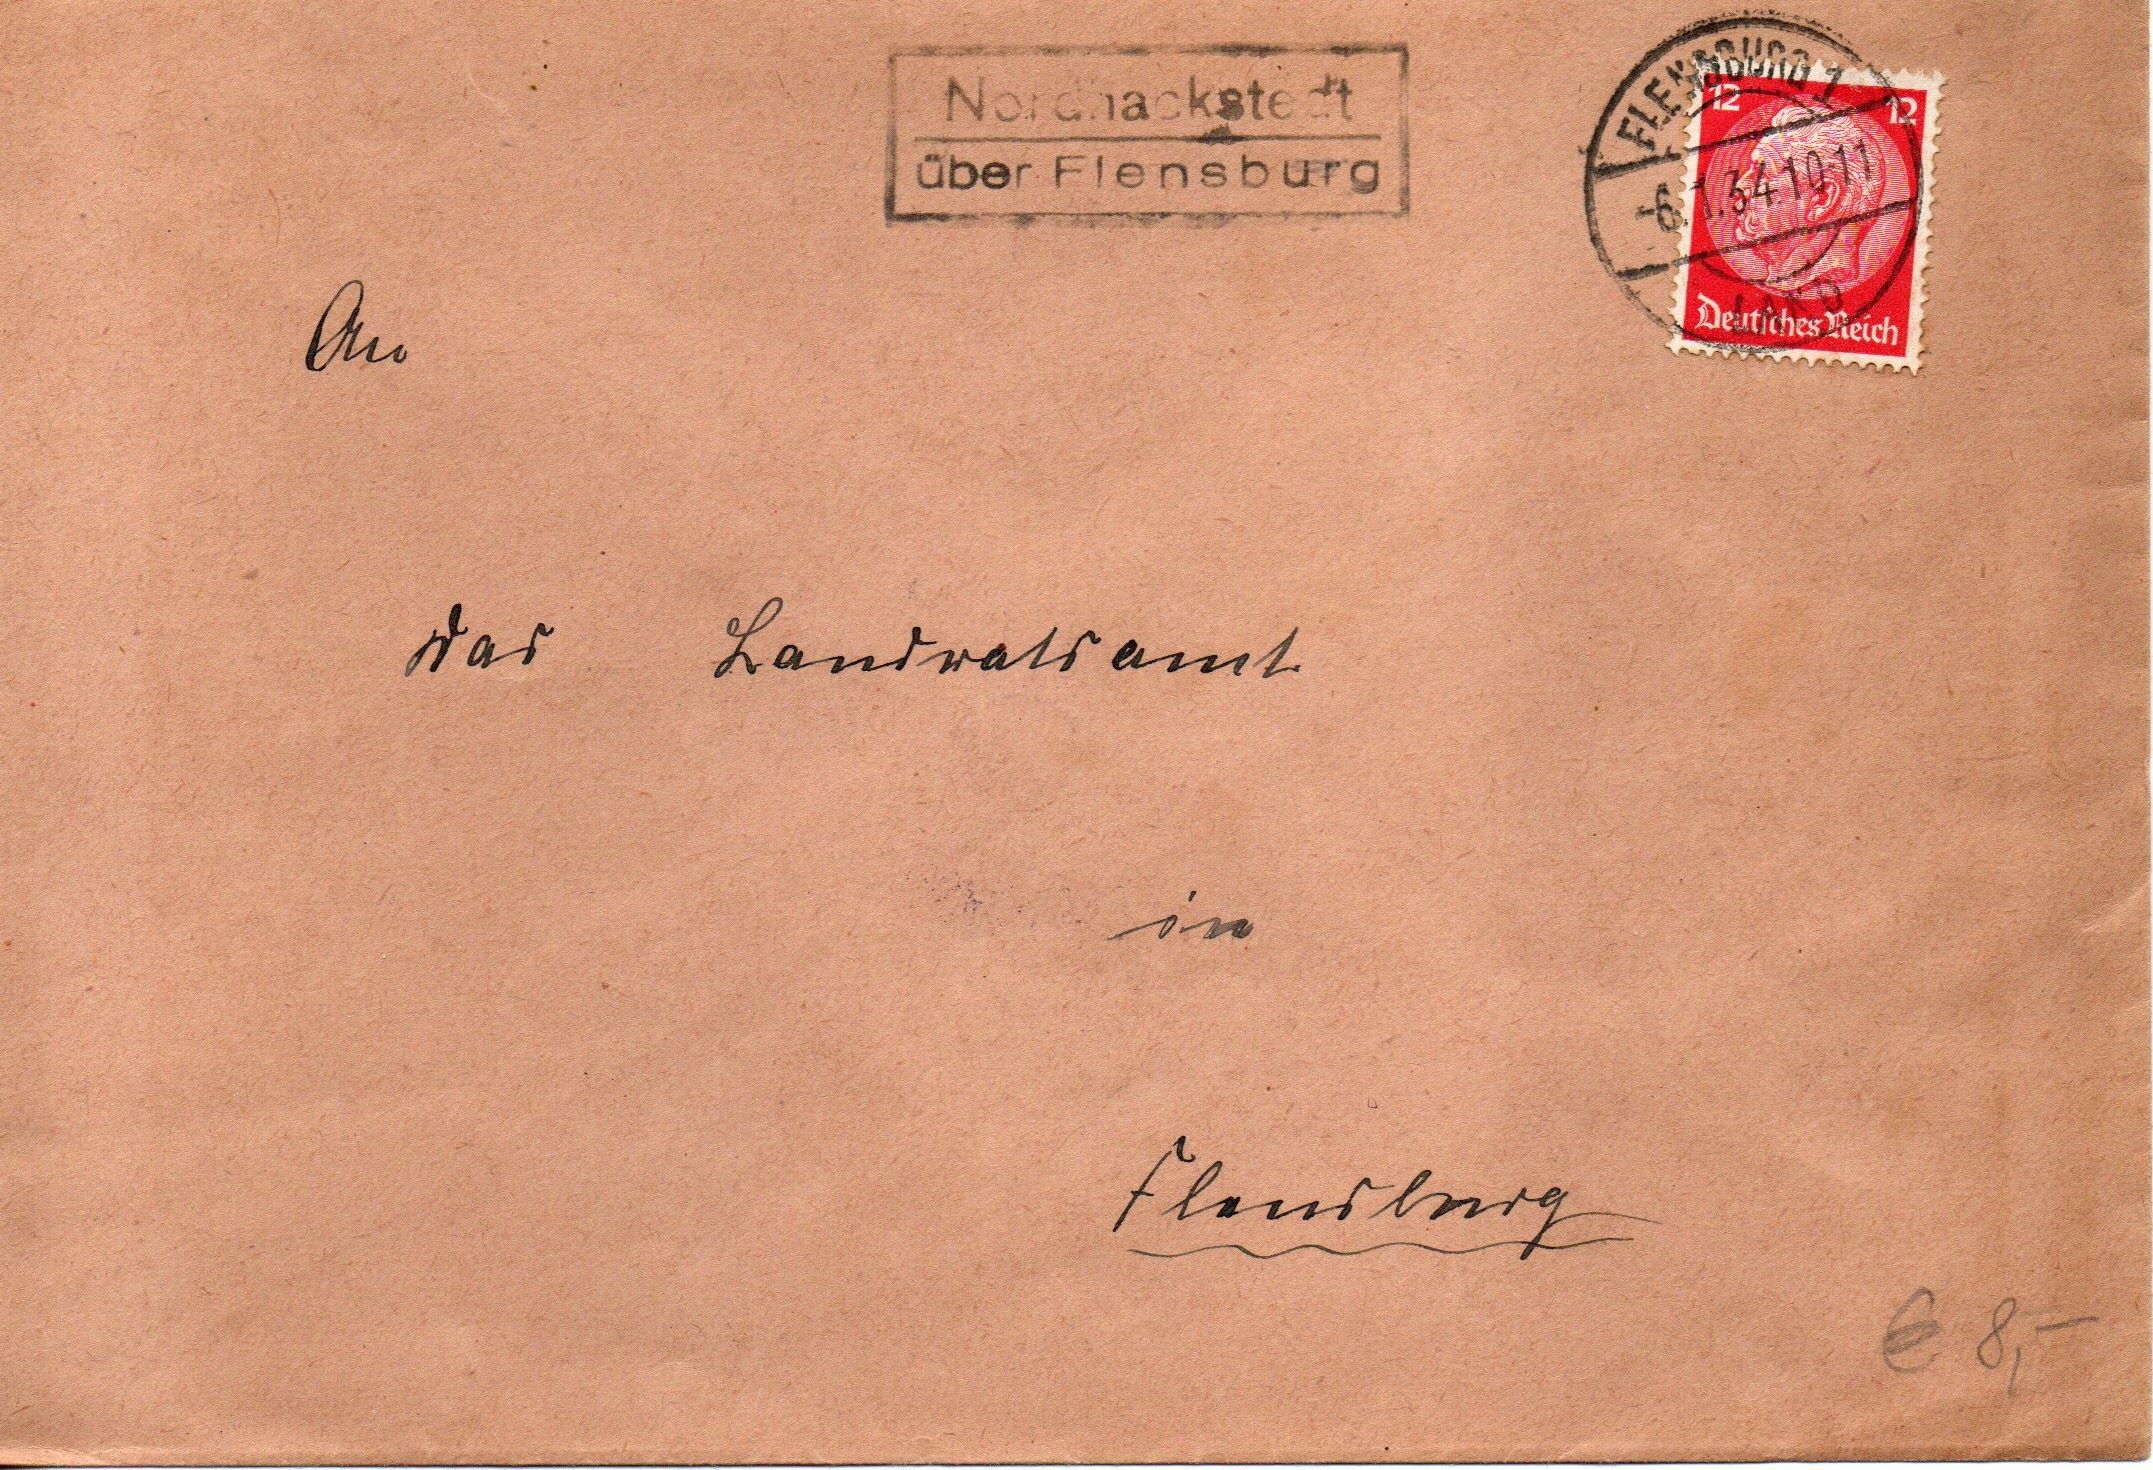 Nordhackstedt
über Flensburg
FLENSBURG 1
12 12
6.1.34.10-11
LAND
Deutsches Reich
An
das Landratsamt
in
Flensburg
€ 8,-